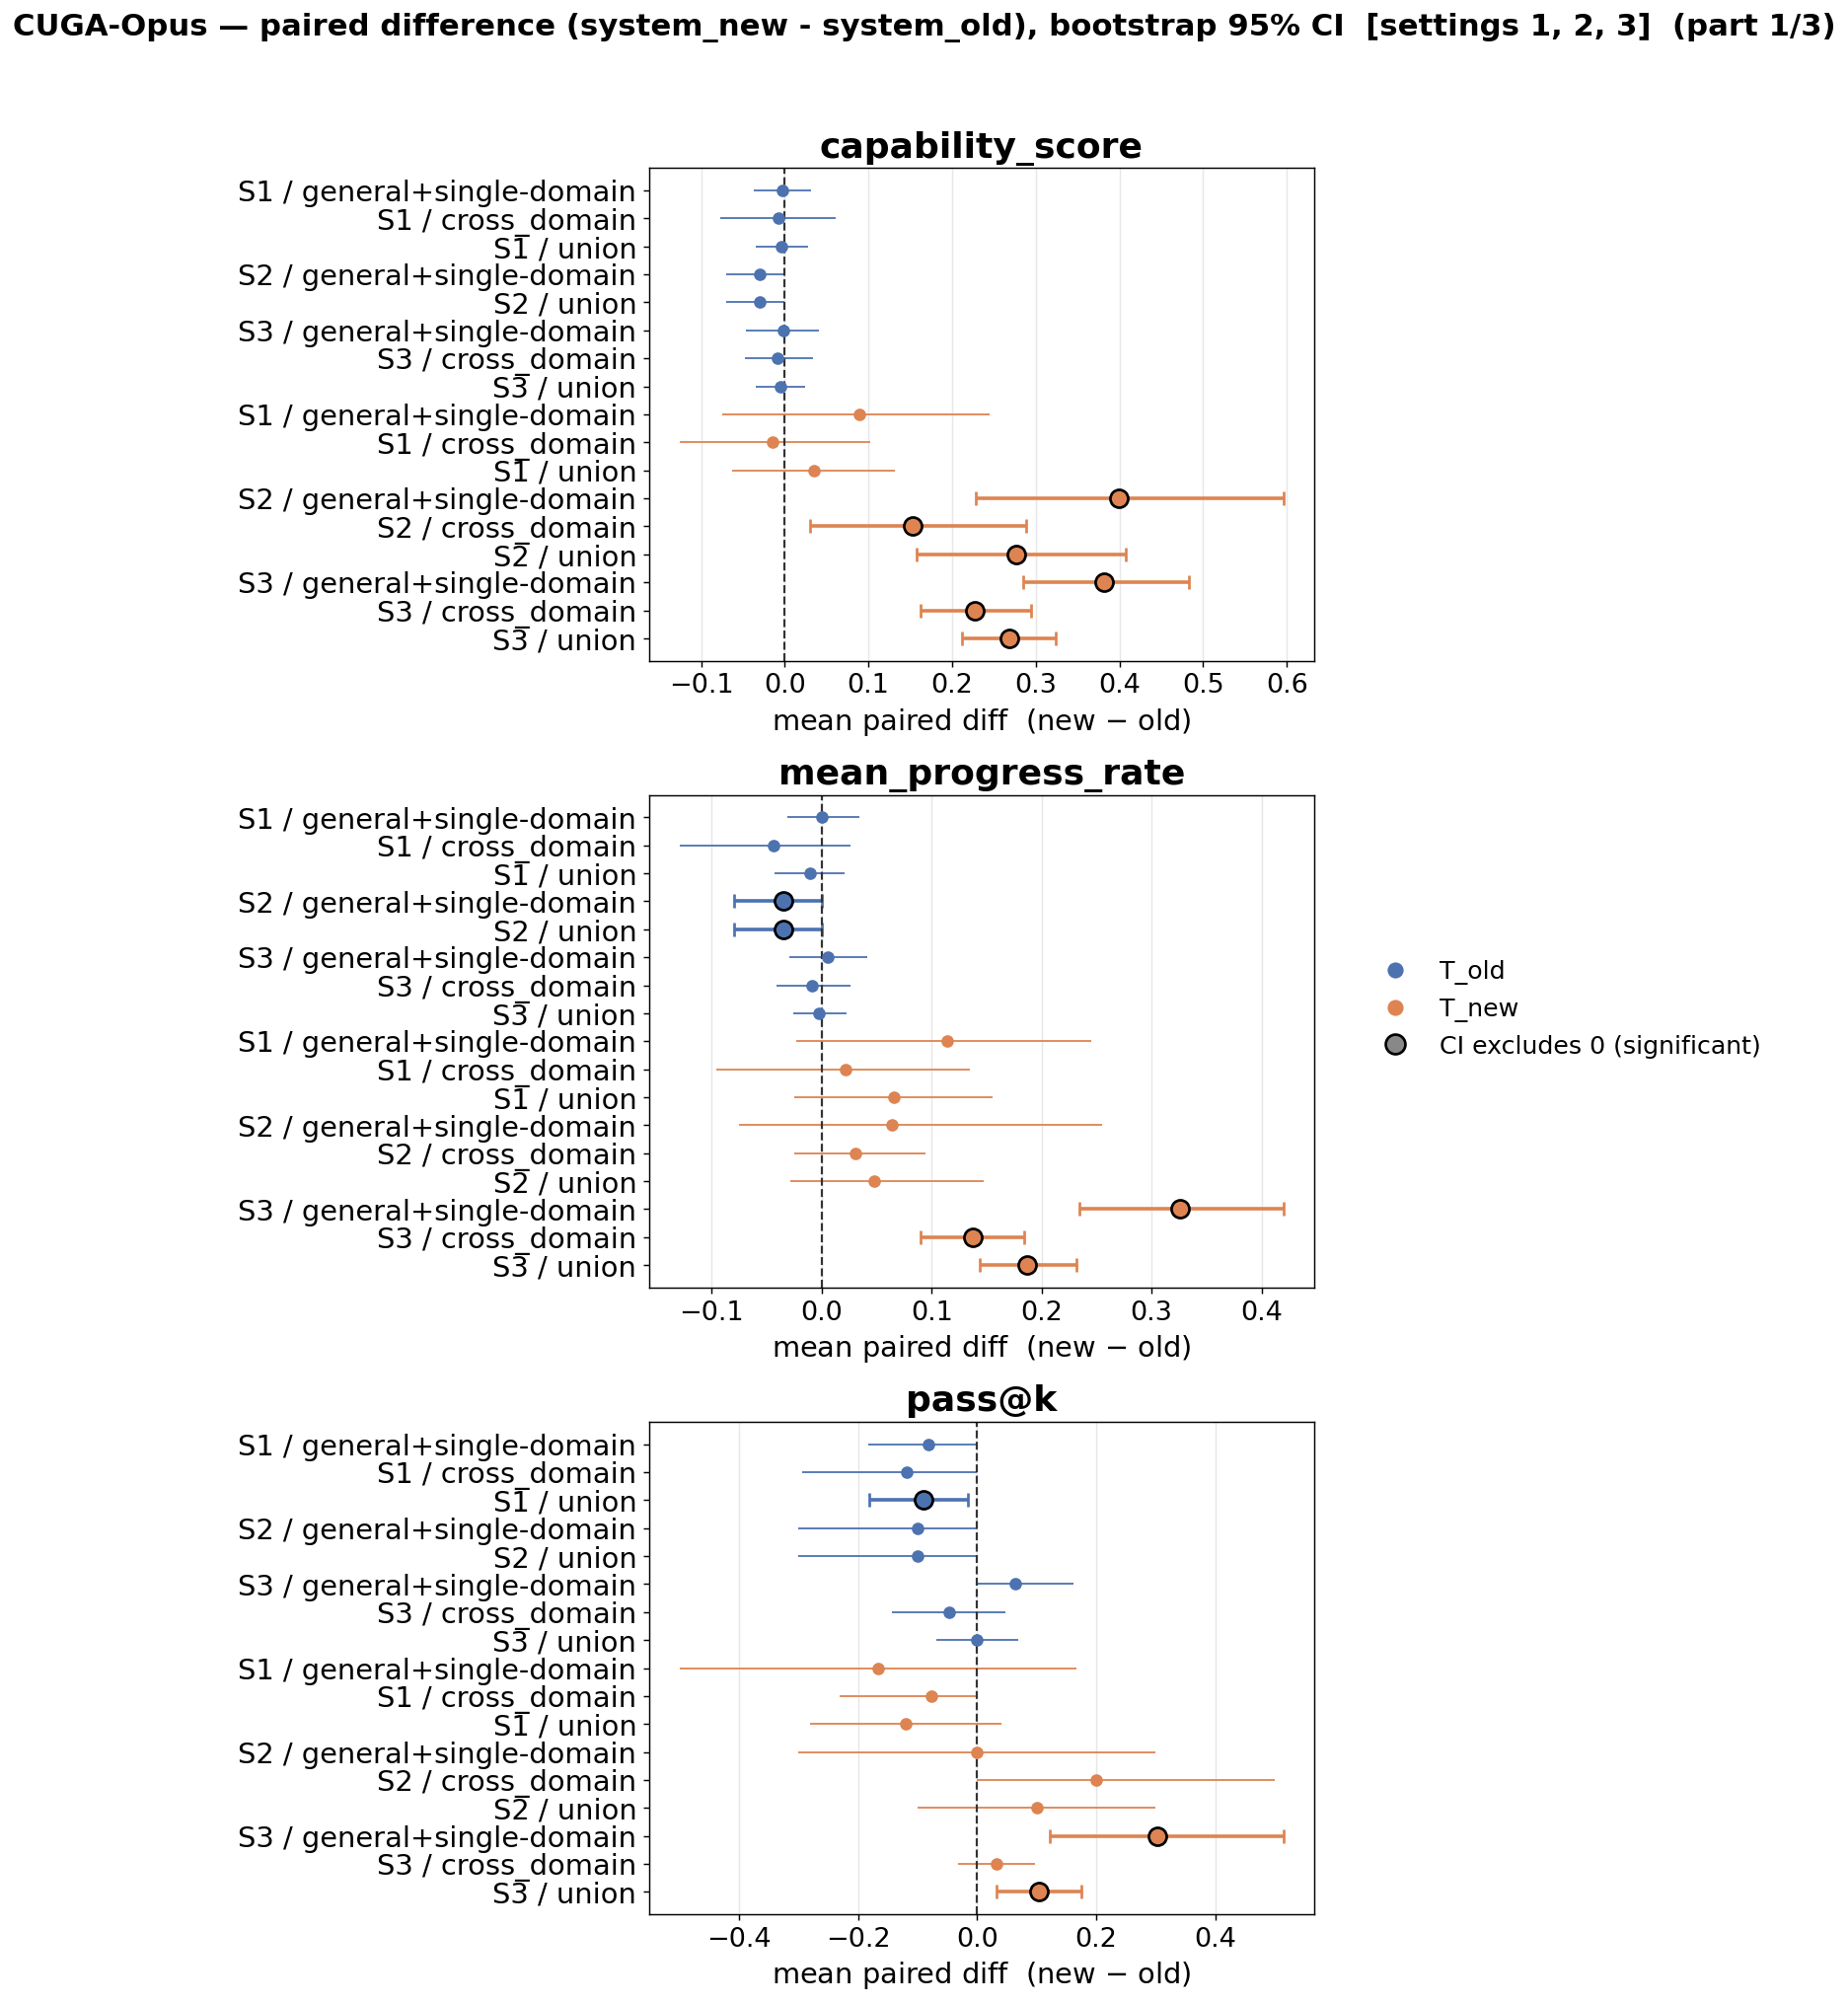 CUGA-Opus — paired difference (system_new - system_old), bootstrap 95% CI  [settings 1, 2, 3]  (part 1/3)
capability_score
S1 / general+single-domain
S1 / cross_domain
S1 / union
S2 / general+single-domain
S2 / union
S3 / general+single-domain
S3 / cross_domain
S3 / union
S1 / general+single-domain
S1 / cross_domain
S1 / union
S2 / general+single-domain
S2 / cross_domain
S2 / union
S3 / general+single-domain
S3 / cross_domain
S3 / union
−0.1 0.0 0.1 0.2 0.3 0.4 0.5 0.6
mean paired diff  (new − old)
mean_progress_rate
S1 / general+single-domain
S1 / cross_domain
S1 / union
S2 / general+single-domain
S2 / union
S3 / general+single-domain
S3 / cross_domain
S3 / union
S1 / general+single-domain
S1 / cross_domain
S1 / union
S2 / general+single-domain
S2 / cross_domain
S2 / union
S3 / general+single-domain
S3 / cross_domain
S3 / union
−0.1 0.0 0.1 0.2 0.3 0.4
mean paired diff  (new − old)
T_old
T_new
CI excludes 0 (significant)
pass@k
S1 / general+single-domain
S1 / cross_domain
S1 / union
S2 / general+single-domain
S2 / union
S3 / general+single-domain
S3 / cross_domain
S3 / union
S1 / general+single-domain
S1 / cross_domain
S1 / union
S2 / general+single-domain
S2 / cross_domain
S2 / union
S3 / general+single-domain
S3 / cross_domain
S3 / union
−0.4 −0.2 0.0 0.2 0.4
mean paired diff  (new − old)